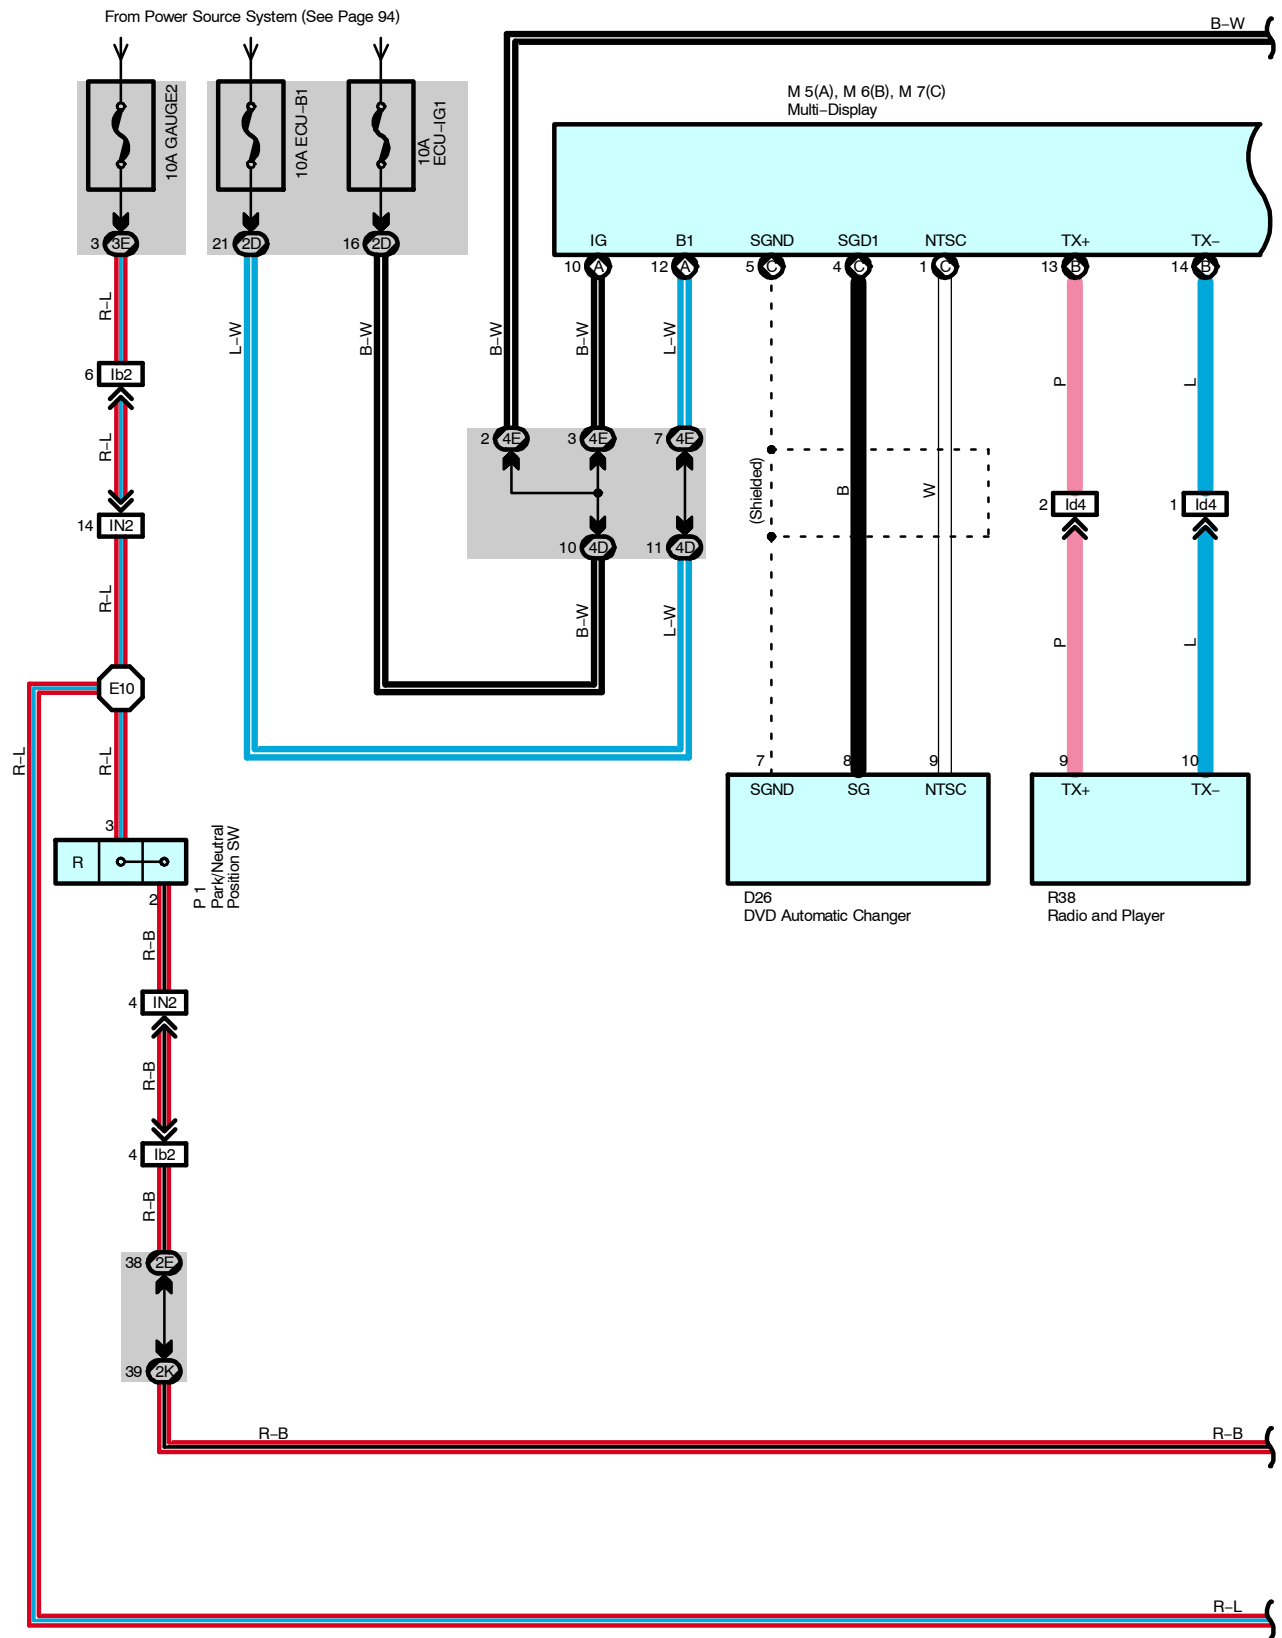 From Power Source System (See Page 94)
B–W
10A GAUGE2
10A ECU–B1
10A
ECU–IG1
M 5(A), M 6(B), M 7(C)
Multi–Display
3 3E
21 2D
16 2D
IG
B1
SGND
SGD1
NTSC
TX+
TX–
10 A
12 A
5 C
4 C
1 C
13 B
14 B
R–L
L–W
B–W
B–W
B–W
L–W
P
L
6 Ib2
R–L
2 4E
3 4E
7 4E
(Shielded)
B
W
14 IN2
2 Id4
1 Id4
10 4D
11 4D
R–L
B–W
L–W
P
L
E10
R–L
R–L
7
8
9
9
10
SGND
SG
NTSC
TX+
TX–
3
R
P 1
Park/Neutral
Position SW
2
D26
DVD Automatic Changer
R38
Radio and Player
R–B
4 IN2
R–B
4 Ib2
R–B
38 2E
39 2K
R–B
R–B
R–L